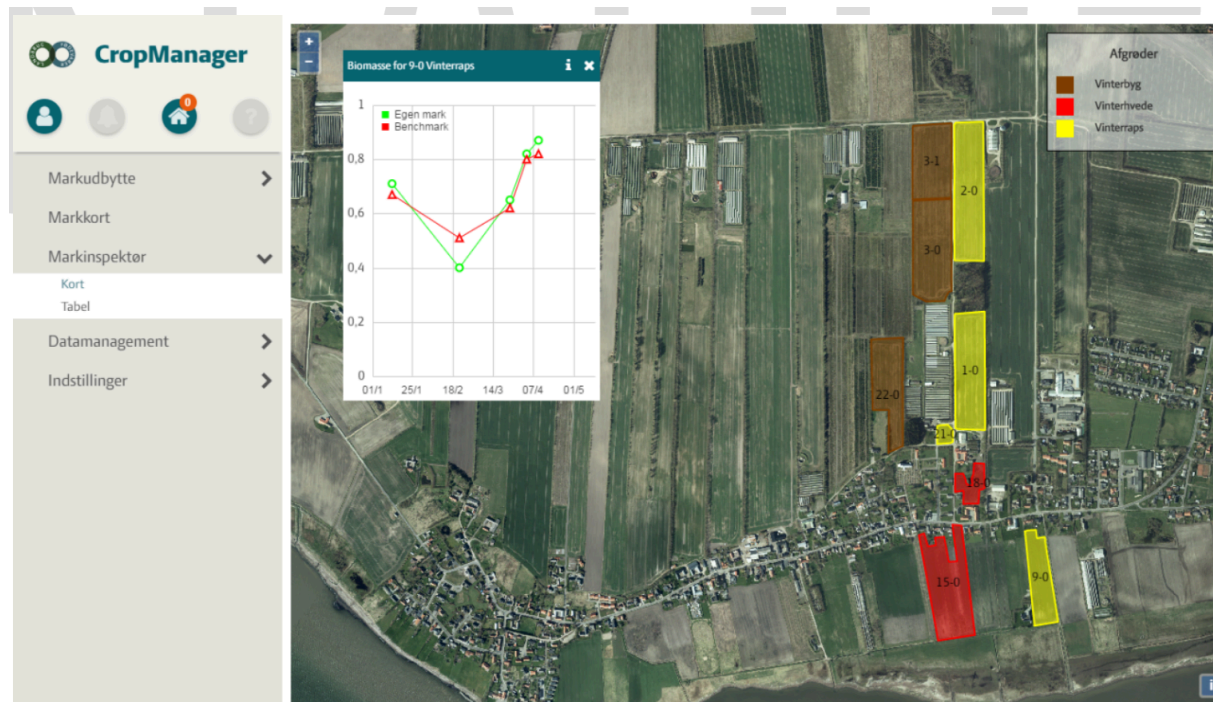 CropManager
0
?
Markudbytte
Markkort
Markinspektør
Kort
Tabel
Datamanagement
Indstillinger
+
-
Biomasse for 9-0 Vinterraps
i
Egen mark
Benchmark
1
0,8
0,6
0,4
0,2
0
01/1 25/1 18/2 14/3 07/4 01/5
Afgrøder
Vinterbyg
Vinterhvede
Vinterraps
3-1
2-0
3-0
1-0
22-0
21-0
18-0
15-0
9-0
i